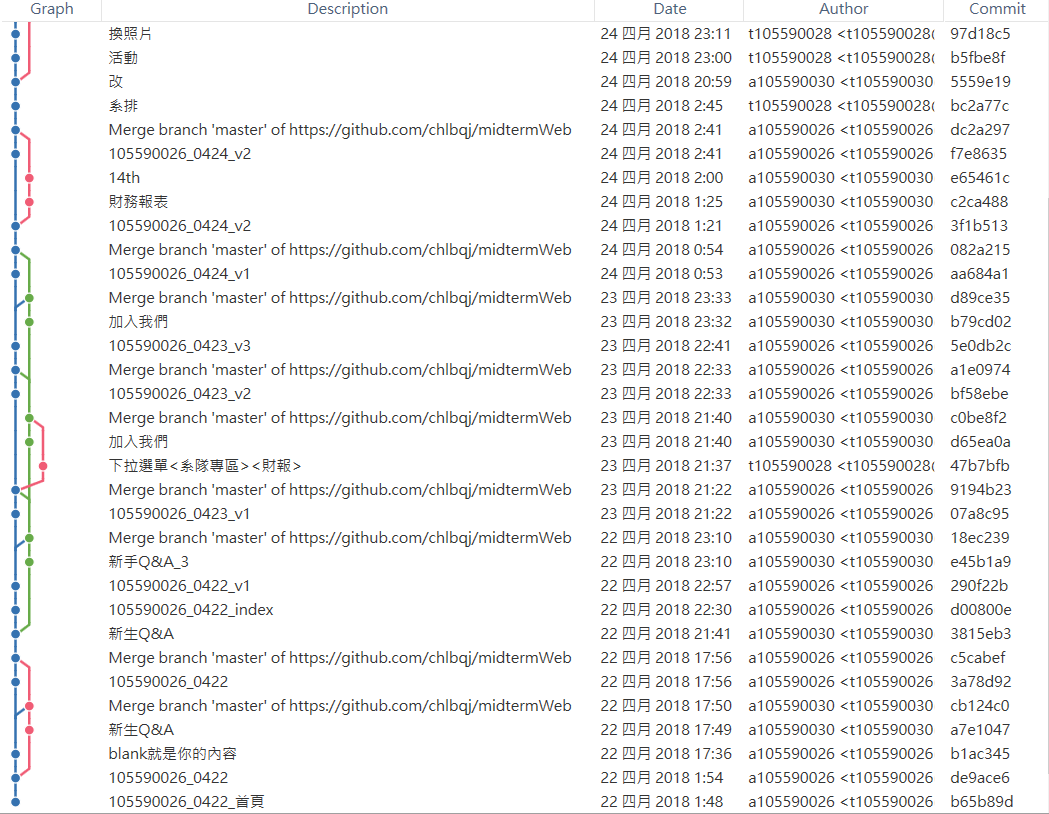 Graph Description Date Author Commit
換照片 24 四月 2018 23:11 t105590028 <t105590028( 97d18c5
活動 24 四月 2018 23:00 t105590028 <t105590028( b5fbe8f
改 24 四月 2018 20:59 a105590030 <t105590030 5559e19
系排 24 四月 2018 2:45 t105590028 <t105590028( bc2a77c
Merge branch 'master' of https://github.com/chlbqj/midtermWeb 24 四月 2018 2:41 a105590026 <t105590026 dc2a297
105590026_0424_v2 24 四月 2018 2:41 a105590026 <t105590026 f7e8635
14th 24 四月 2018 2:00 a105590030 <t105590030 e65461c
財務報表 24 四月 2018 1:25 a105590030 <t105590030 c2ca488
105590026_0424_v2 24 四月 2018 1:21 a105590026 <t105590026 3f1b513
Merge branch 'master' of https://github.com/chlbqj/midtermWeb 24 四月 2018 0:54 a105590026 <t105590026 082a215
105590026_0424_v1 24 四月 2018 0:53 a105590026 <t105590026 aa684a1
Merge branch 'master' of https://github.com/chlbqj/midtermWeb 23 四月 2018 23:33 a105590030 <t105590030 d89ce35
加入我們 23 四月 2018 23:32 a105590030 <t105590030 b79cd02
105590026_0423_v3 23 四月 2018 22:41 a105590026 <t105590026 5e0db2c
Merge branch 'master' of https://github.com/chlbqj/midtermWeb 23 四月 2018 22:33 a105590026 <t105590026 a1e0974
105590026_0423_v2 23 四月 2018 22:33 a105590026 <t105590026 bf58ebe
Merge branch 'master' of https://github.com/chlbqj/midtermWeb 23 四月 2018 21:40 a105590030 <t105590030 c0be8f2
加入我們 23 四月 2018 21:40 a105590030 <t105590030 d65ea0a
下拉選單<系隊專區><財報> 23 四月 2018 21:37 t105590028 <t105590028( 47b7bfb
Merge branch 'master' of https://github.com/chlbqj/midtermWeb 23 四月 2018 21:22 a105590026 <t105590026 9194b23
105590026_0423_v1 23 四月 2018 21:22 a105590026 <t105590026 07a8c95
Merge branch 'master' of https://github.com/chlbqj/midtermWeb 22 四月 2018 23:10 a105590030 <t105590030 18ec239
新手Q&A_3 22 四月 2018 23:10 a105590030 <t105590030 e45b1a9
105590026_0422_v1 22 四月 2018 22:57 a105590026 <t105590026 290f22b
105590026_0422_index 22 四月 2018 22:30 a105590026 <t105590026 d00800e
新生Q&A 22 四月 2018 21:41 a105590030 <t105590030 3815eb3
Merge branch 'master' of https://github.com/chlbqj/midtermWeb 22 四月 2018 17:56 a105590026 <t105590026 c5cabef
105590026_0422 22 四月 2018 17:56 a105590026 <t105590026 3a78d92
Merge branch 'master' of https://github.com/chlbqj/midtermWeb 22 四月 2018 17:50 a105590030 <t105590030 cb124c0
新生Q&A 22 四月 2018 17:49 a105590030 <t105590030 a7e1047
blank就是你的內容 22 四月 2018 17:36 a105590026 <t105590026 b1ac345
105590026_0422 22 四月 2018 1:54 a105590026 <t105590026 de9ace6
105590026_0422_首頁 22 四月 2018 1:48 a105590026 <t105590026 b65b89d